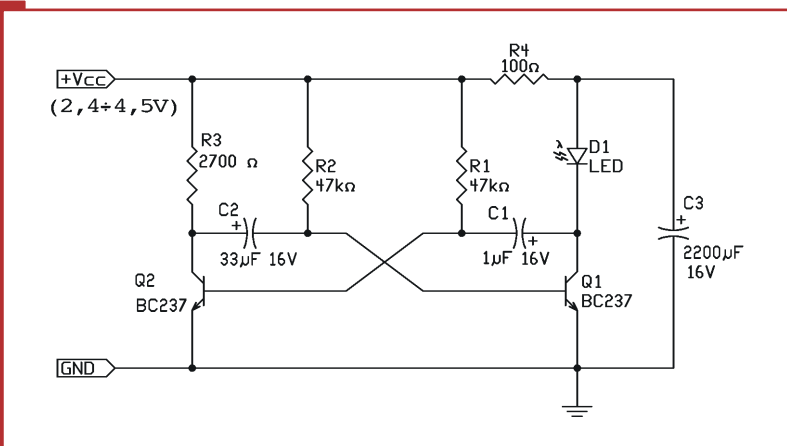 R4
100Ω
+Vcc
(2,4÷4,5V)
R3
2700 Ω
R2
47kΩ
R1
47kΩ
D1
LED
C2
+
33µF 16V
C1
+
1µF 16V
C3
+
2200µF
16V
Q2
BC237
Q1
BC237
GND